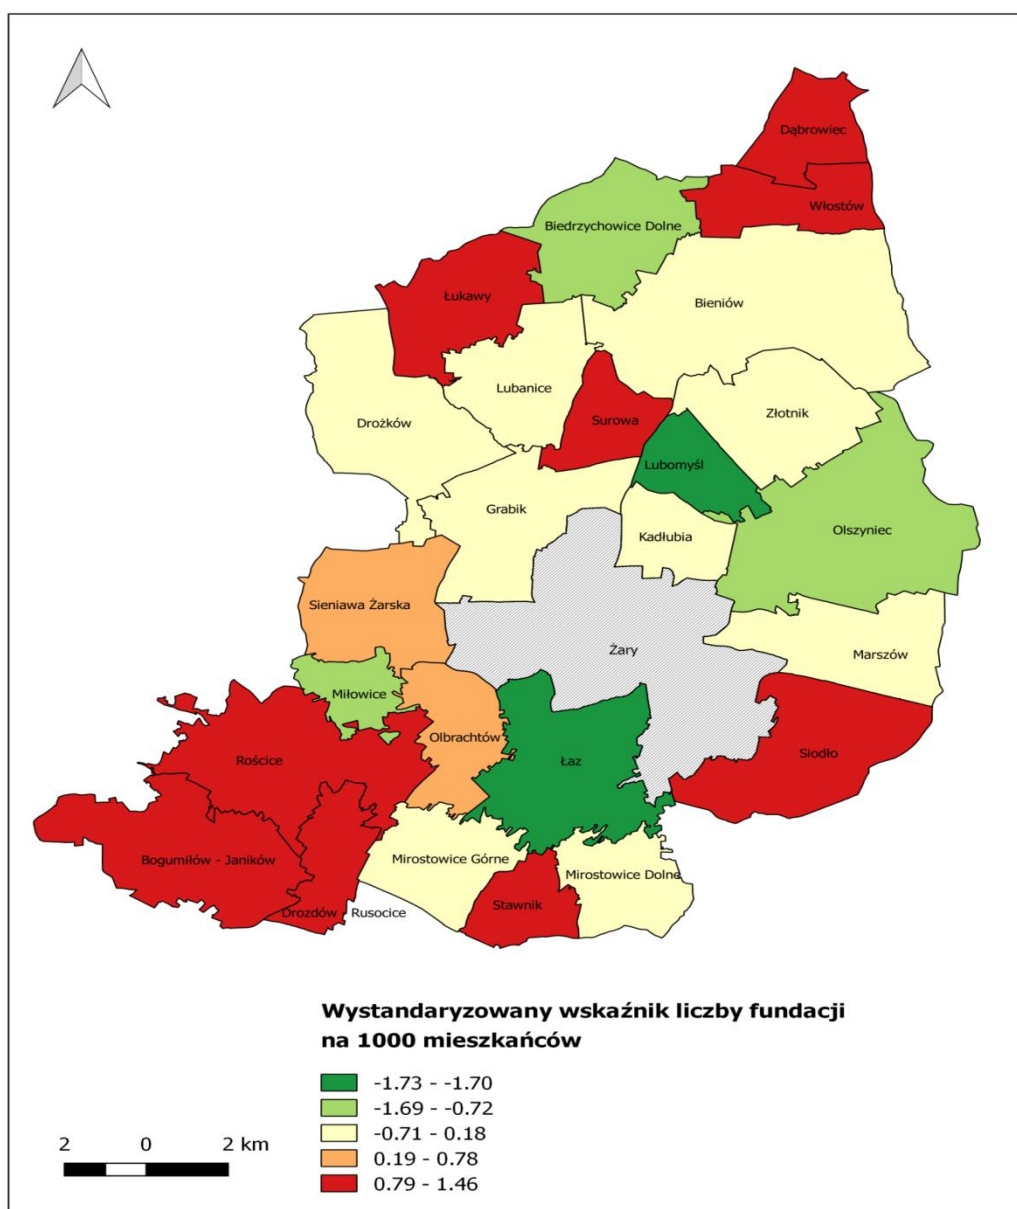 Dąbrowiec
Włostów
Biedrzychowice Dolne
Łukawy
Bieniów
Lubanice
Złotnik
Surowa
Drożków
Lubomyśl
Grabik
Olszyniec
Kadłubia
Sieniawa Żarska
Żary
Marszów
Miłowice
Olbrachtów
Siodło
Rościce
Łaz
Bogumiłów - Janików
Mirostowice Górne
Mirostowice Dolne
Stawnik
Drozdów
Rusocice
Wystandaryzowany wskaźnik liczby fundacji
na 1000 mieszkańców
-1.73 - -1.70
-1.69 - -0.72
-0.71 - 0.18
0.19 - 0.78
0.79 - 1.46
2 0 2 km